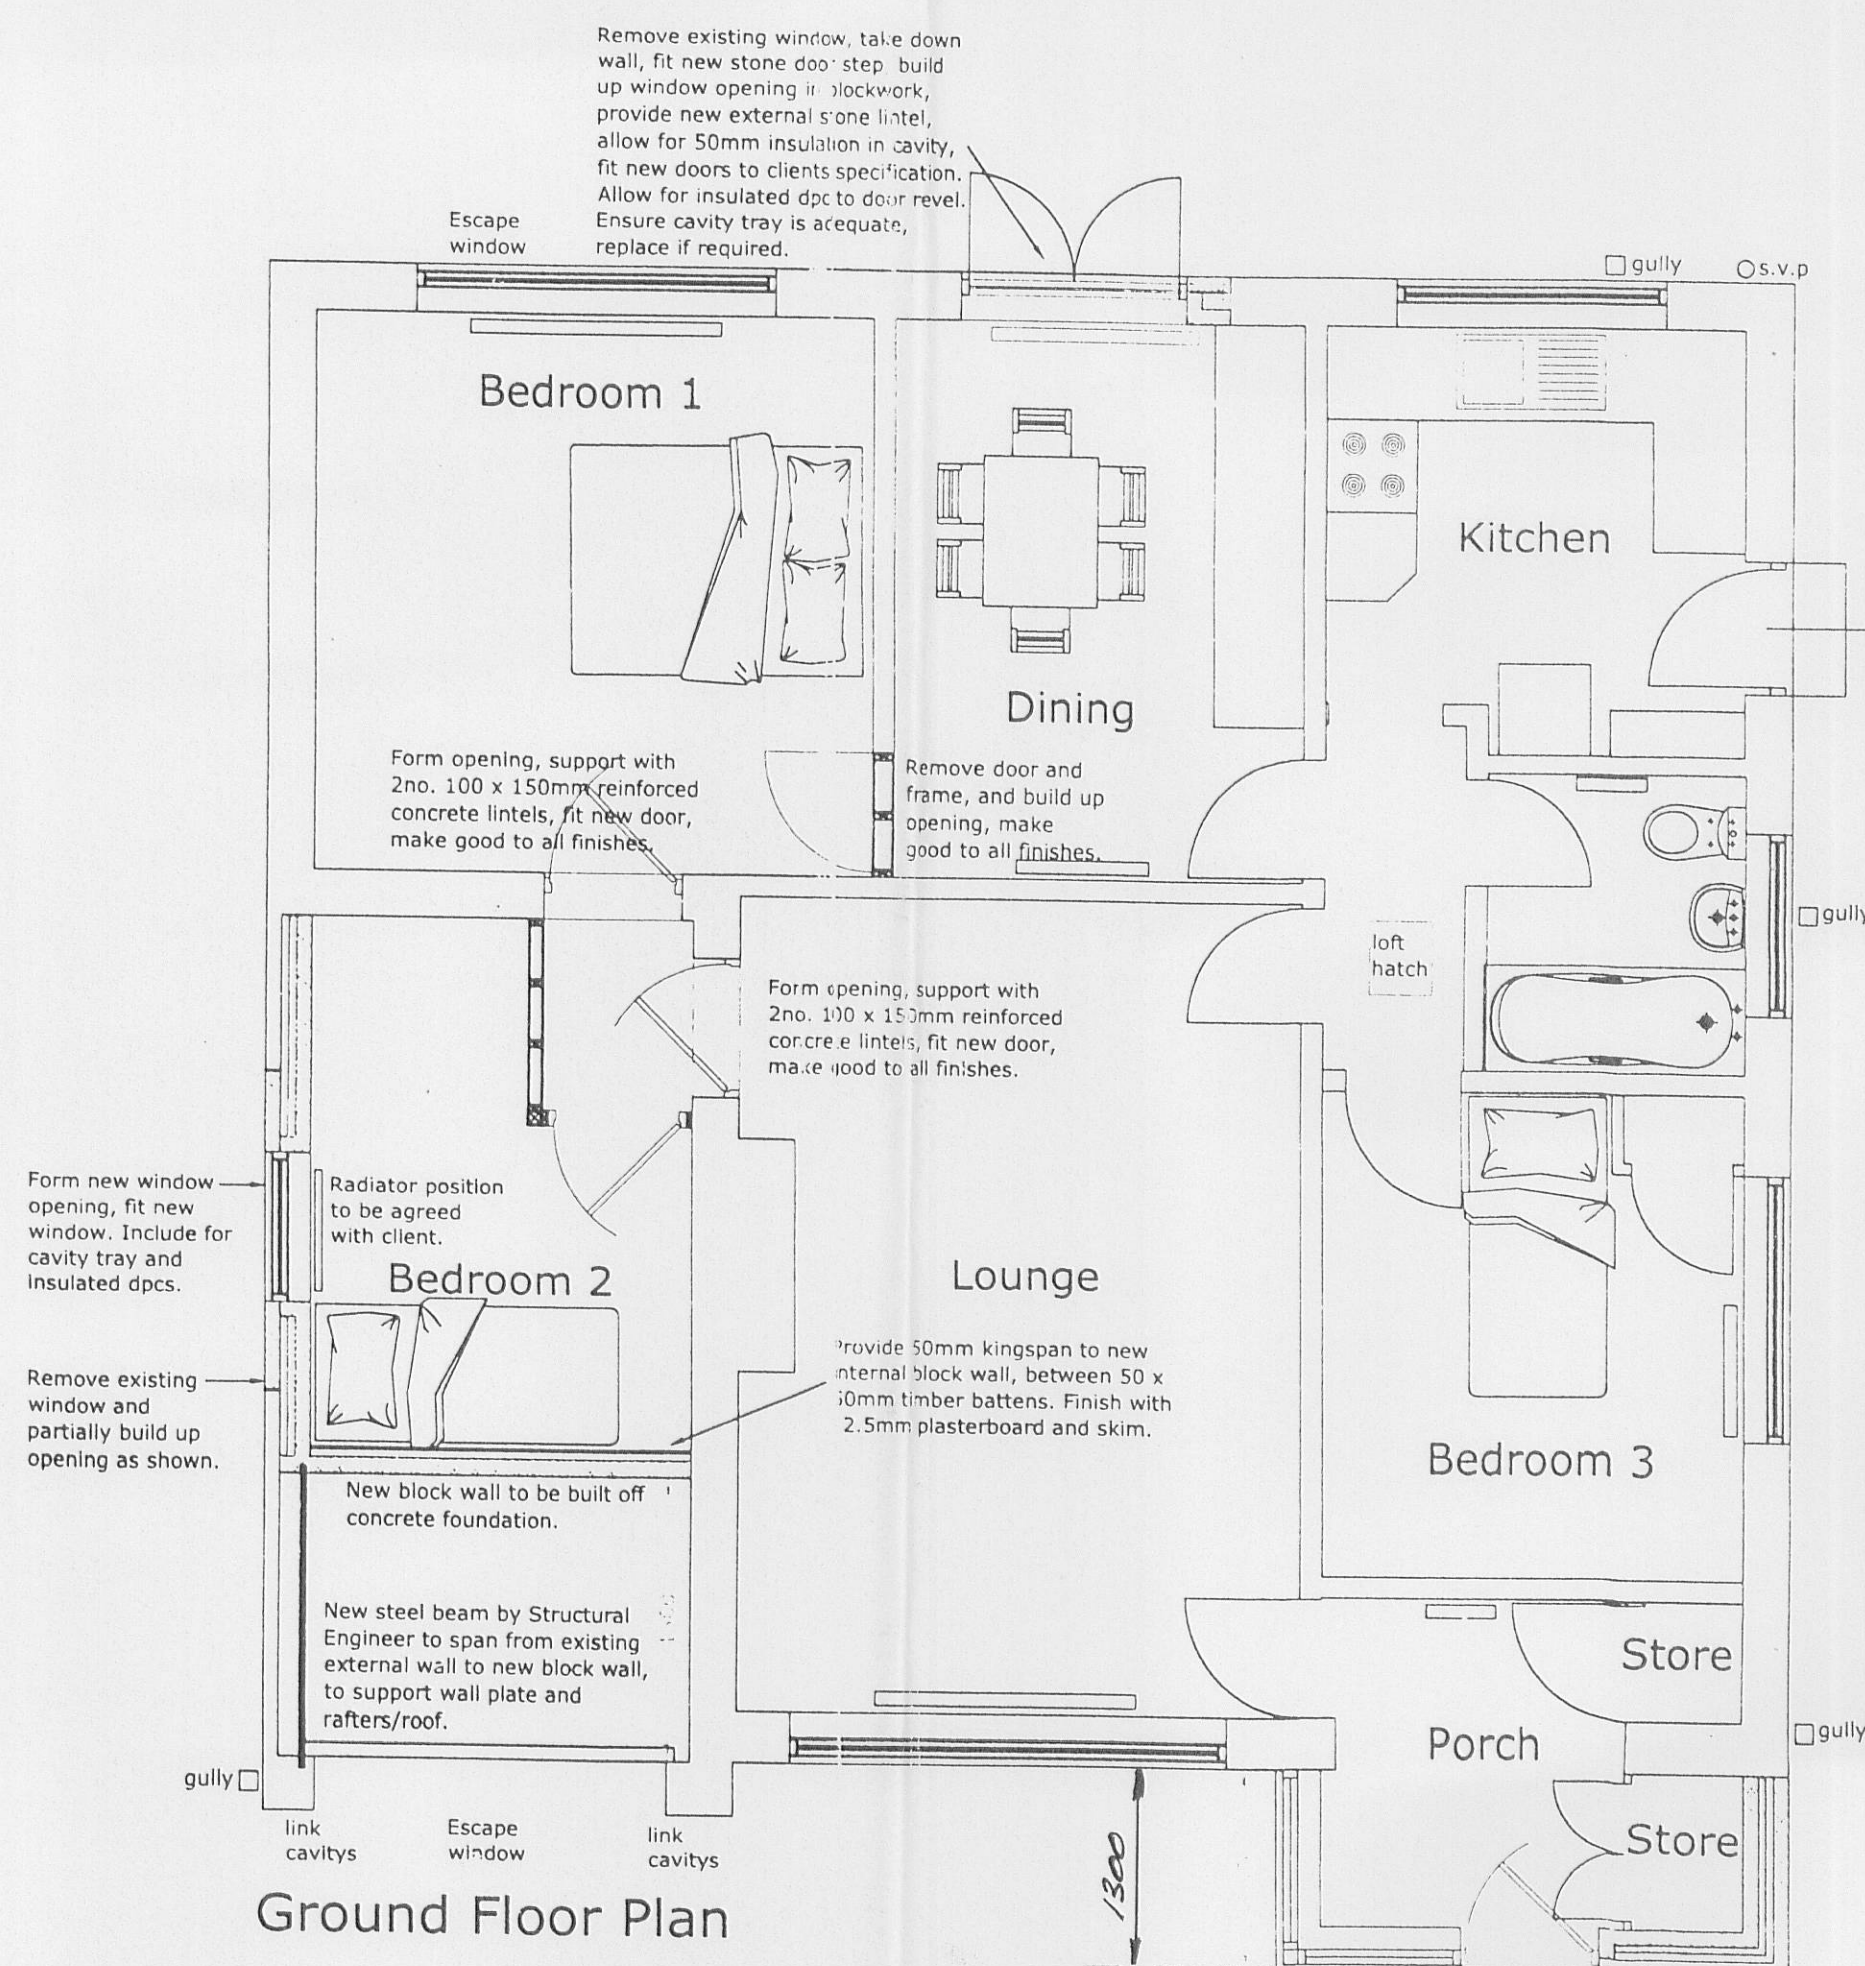 Remove existing window, take down
wall, fit new stone door step build
up window opening in blockwork,
provide new external stone lintel,
allow for 50mm insulation in cavity,
fit new doors to clients specification.
Allow for insulated dpc to door revel.
Ensure cavity tray is adequate,
replace if required.
Escape
window
gully
s.v.p
Bedroom 1
Kitchen
Dining
Form opening, support with
2no. 100 x 150mm reinforced
concrete lintels, fit new door,
make good to all finishes.
Remove door and
frame, and build up
opening, make
good to all finishes.
gully
loft
hatch
Form opening, support with
2no. 100 x 150mm reinforced
concrete lintels, fit new door,
make good to all finishes.
Form new window
opening, fit new
window. Include for
cavity tray and
insulated dpcs.
Radiator position
to be agreed
with client.
Bedroom 2
Lounge
Provide 50mm kingspan to new
internal block wall, between 50 x
50mm timber battens. Finish with
2.5mm plasterboard and skim.
Remove existing
window and
partially build up
opening as shown.
Bedroom 3
New block wall to be built off
concrete foundation.
New steel beam by Structural
Engineer to span from existing
external wall to new block wall,
to support wall plate and
rafters/roof.
Store
Porch
gully
gully
link
cavitys
Escape
window
link
cavitys
Store
1300
Ground Floor Plan